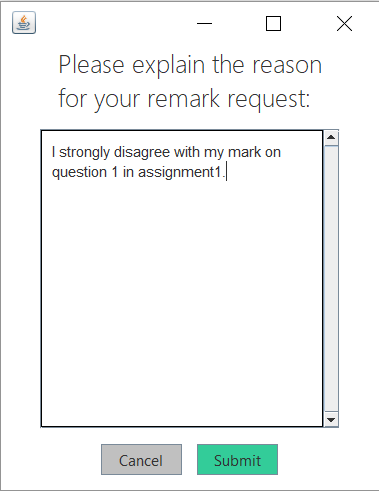 Please explain the reason
for your remark request:
I strongly disagree with my mark on
question 1 in assignment1.
Cancel
Submit